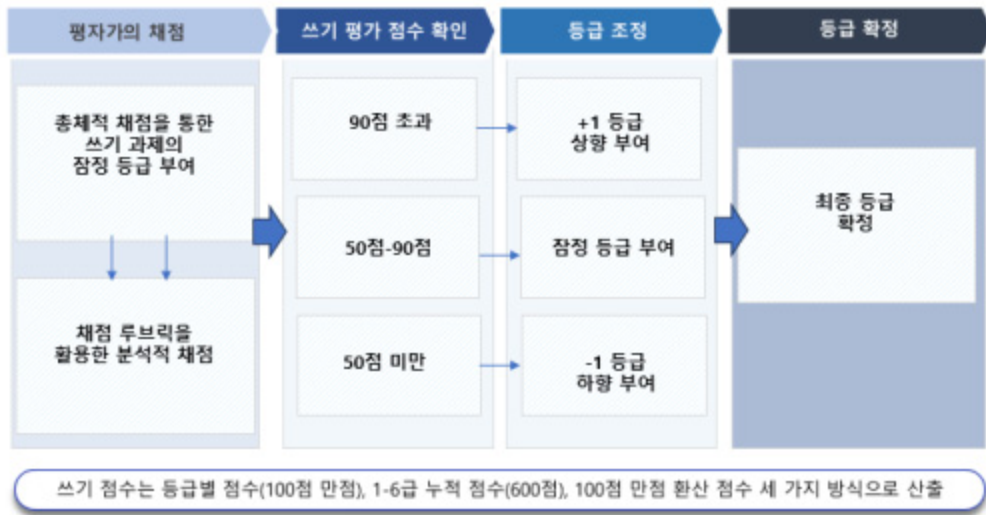 평자가의 채점
쓰기 평가 점수 확인
등급 조정
등급 확정
총체적 채점을 통한
쓰기 과제의
잠정 등급 부여
채점 루브릭을
활용한 분석적 채점
90점 초과
50점-90점
50점 미만
+1 등급
상향 부여
잠정 등급 부여
-1 등급
하향 부여
최종 등급
확정
쓰기 점수는 등급별 점수(100점 만점), 1-6급 누적 점수(600점), 100점 만점 환산 점수 세 가지 방식으로 산출